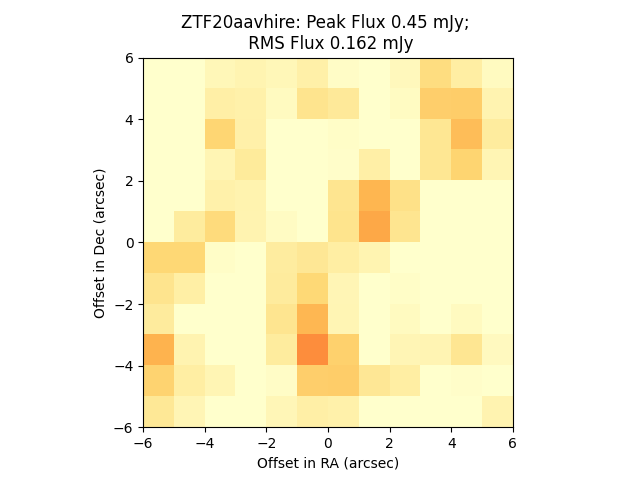 ZTF20aavhire: Peak Flux 0.45 mJy;
RMS Flux 0.162 mJy
6
4
2
0
−2
−4
−6
Offset in Dec (arcsec)
−6 −4 −2 0 2 4 6
Offset in RA (arcsec)